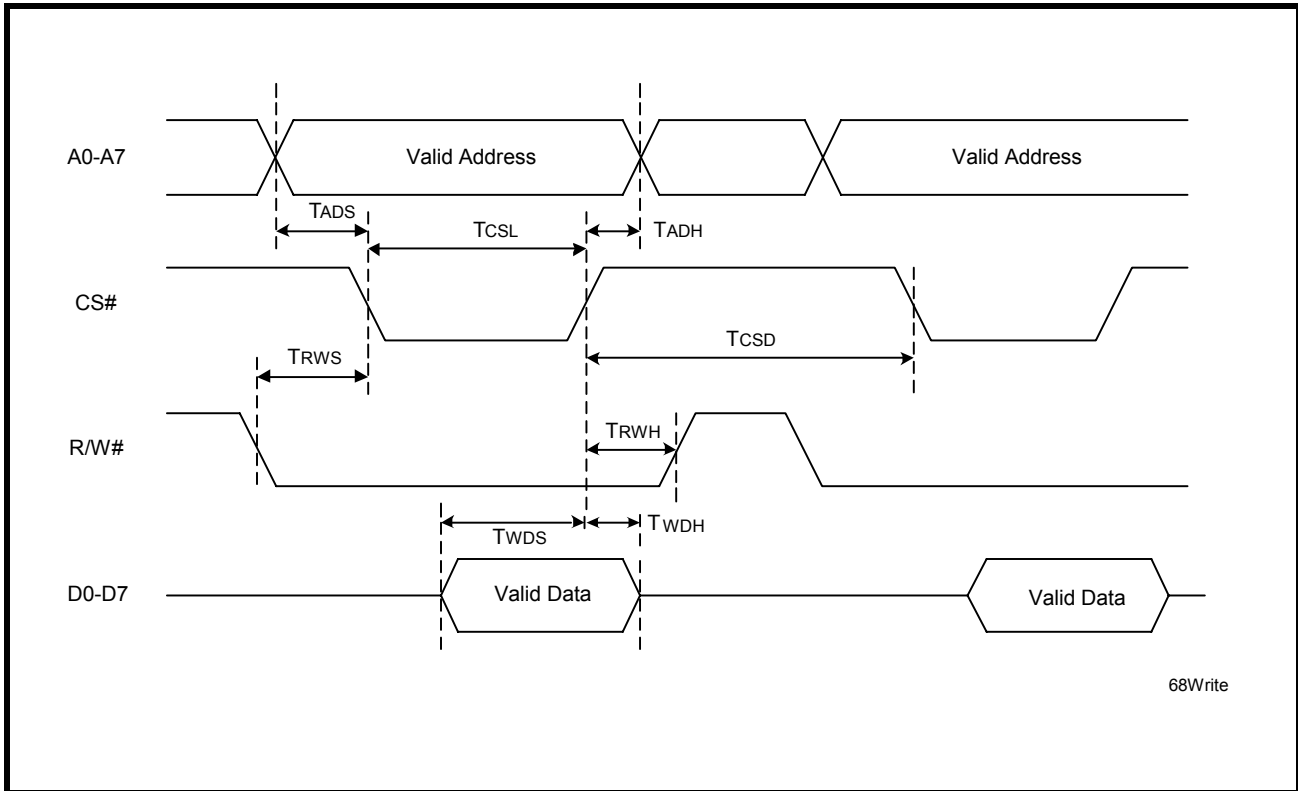 A0-A7
Valid Address
Valid Address
TADS
TCSL
TADH
CS#
TCSD
TRWS
R/W#
TRWH
TWDS
TWDH
D0-D7
Valid Data
Valid Data
68Write